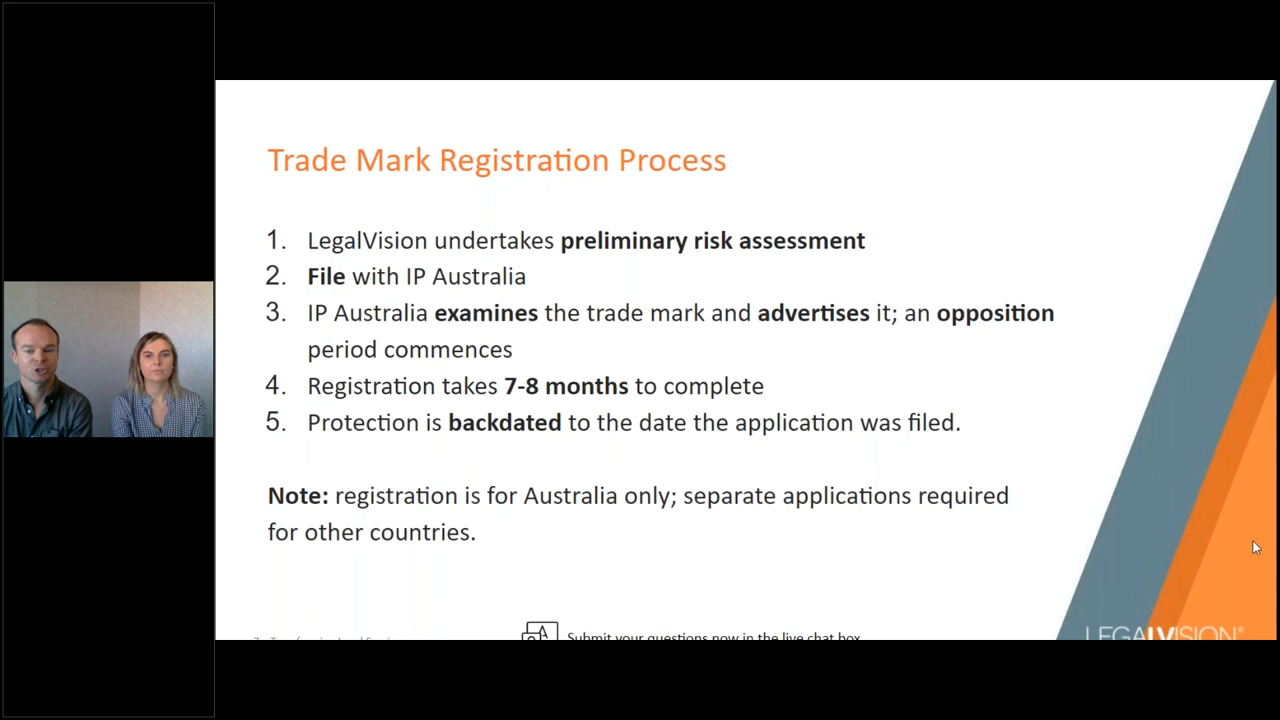 Trade Mark Registration Process
1. LegalVision undertakes preliminary risk assessment
2. File with IP Australia
3. IP Australia examines the trade mark and advertises it; an opposition
period commences
4. Registration takes 7-8 months to complete
5. Protection is backdated to the date the application was filed.
Note: registration is for Australia only; separate applications required
for other countries.
Submit your questions now in the live chat box
LEGALVISION